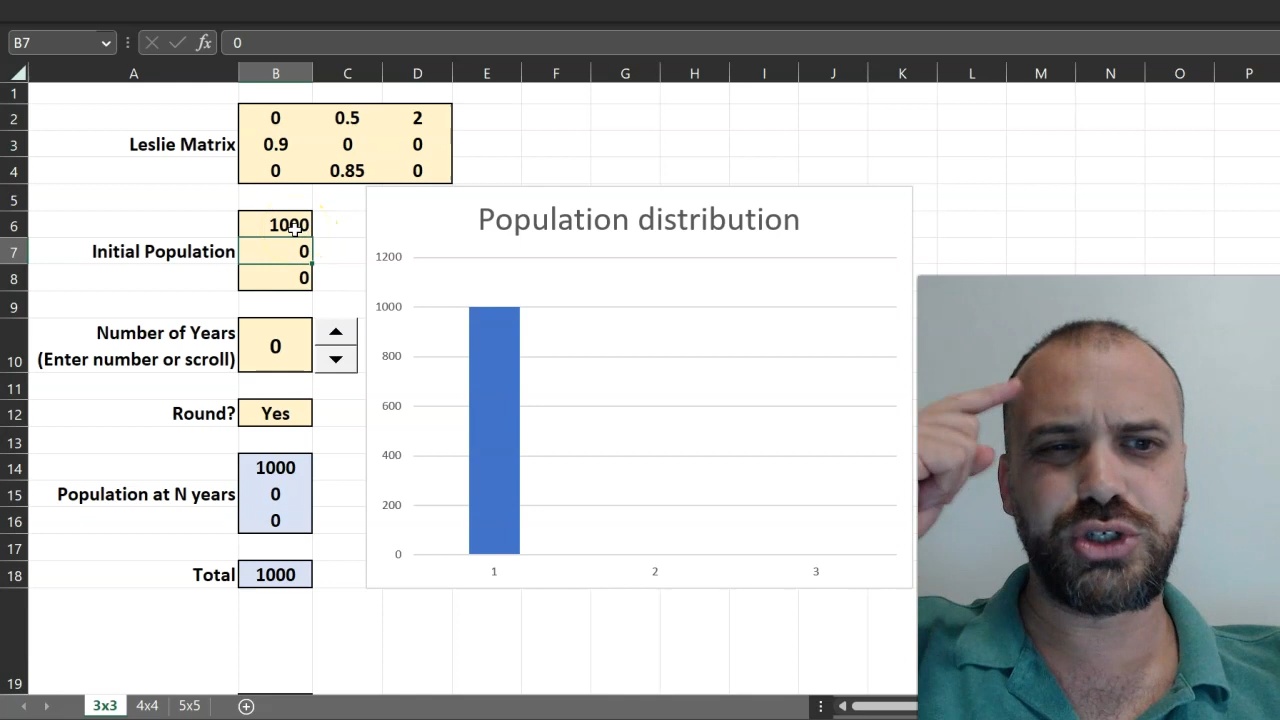 B7 fx 0
A B C D E F G H I J K L M N O P
1
2 0 0.5 2
3 Leslie Matrix 0.9 0 0
4 0 0.85 0
5
6 1000
7 Initial Population 0
8 0
9
Number of Years
10 (Enter number or scroll) 0
11
12 Round? Yes
13
14 1000
15 Population at N years 0
16 0
17
18 Total 1000
19
Population distribution
1200
1000
800
600
400
200
0
1 2 3
3x3 4x4 5x5